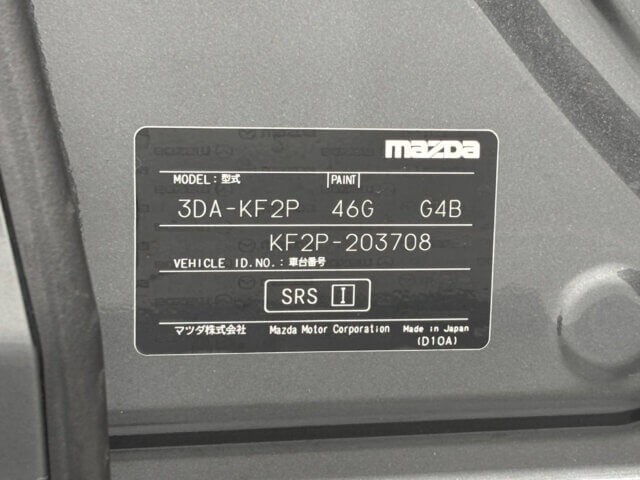 mazda
MODEL:型式 PAINT
3DA-KF2P 46G G4B
KF2P-203708
VEHICLE ID.NO.:車台番号
SRS I
マツダ株式会社 Mazda Motor Corporation Made in Japan
(D10A)